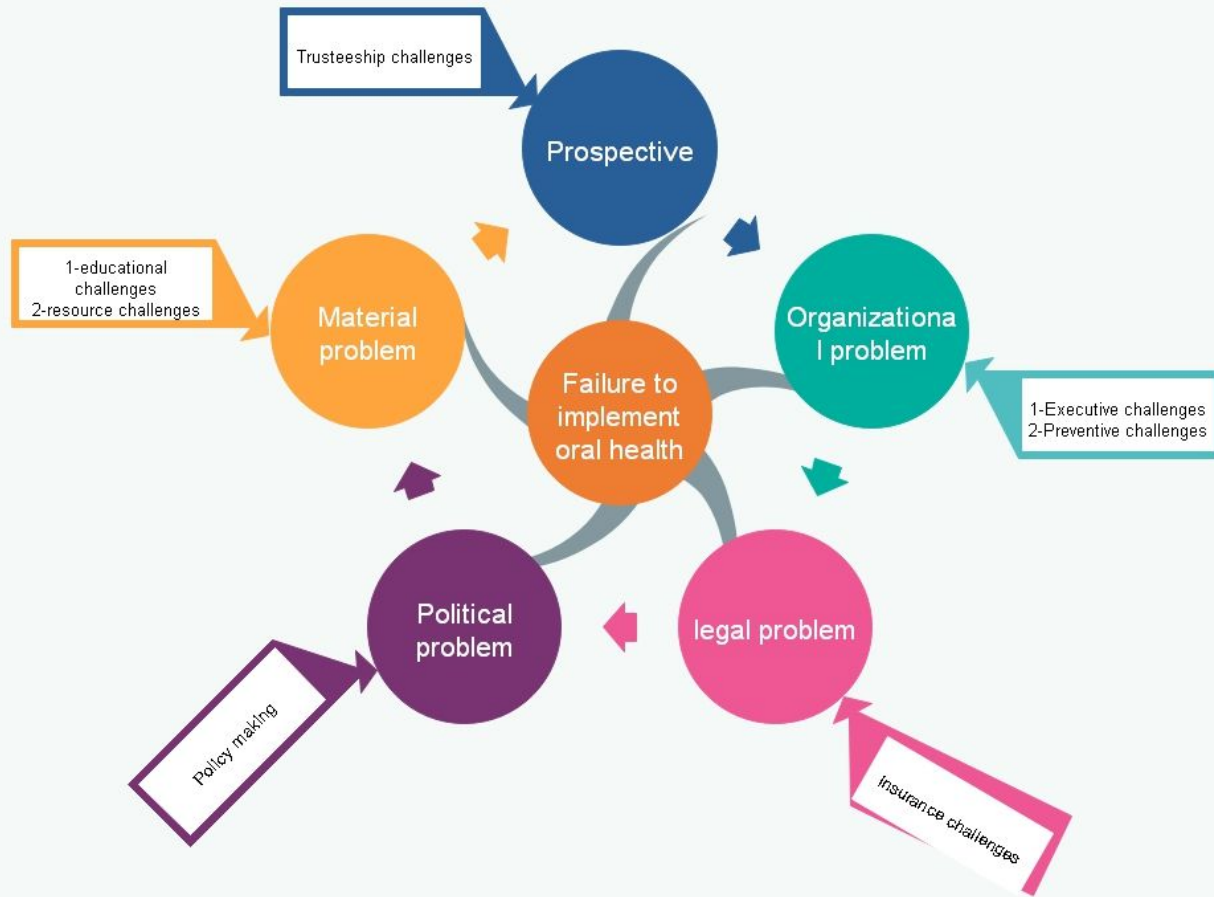 Trusteeship challenges
Prospective
1-educational
challenges
2-resource challenges
Material
problem
Organizationa
l problem
Failure to
implement
oral health
1-Executive challenges
2-Preventive challenges
Political
problem
legal problem
Policy making
insurance challenges